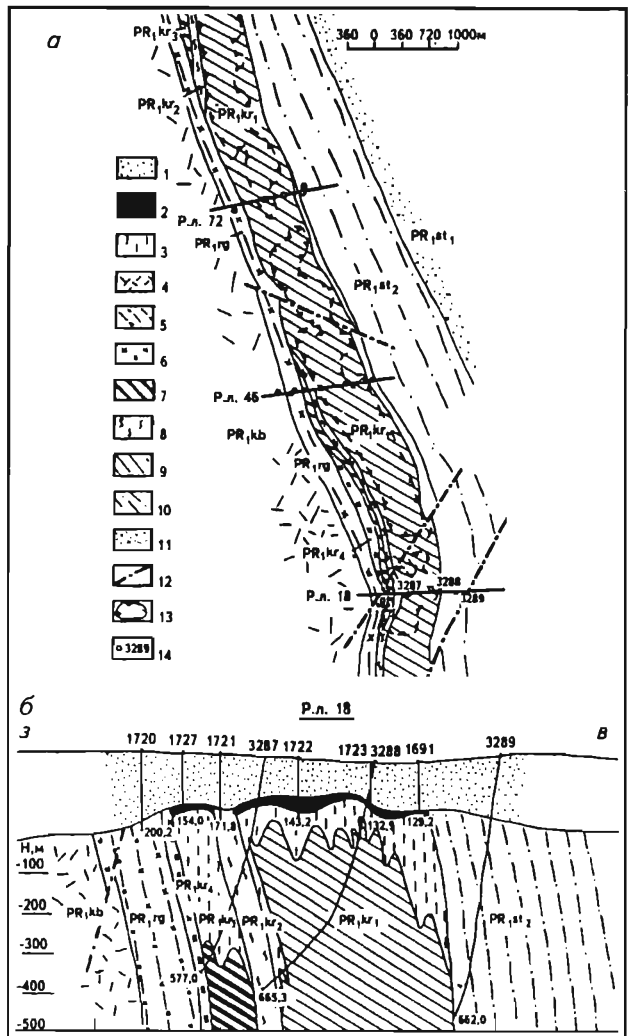 а
360 0 360 720 1000м
PR₁kr₃
PR₁kr₂
PR₁kr₁
1
2
3
4
5
6
7
8
9
10
11
12
13
3289 14
Р.л. 72
PR₁rg
PR₁st₁
PR₁st₂
Р.л. 46
PR₁kb
PR₁rg
PR₁kr
PR₁kr₄
Р.л. 18
3287
3288
3289
б
Р.л. 18
З
В
1720 1727 1721 3287 1722 1723 3288 1691 3289
200,2 154,0 171,8 143,2 132,9 129,2
Н,м
-100
-200
-300
-400
-500
PR₁kb
PR₁rg
PR₁kr₄
PR₁kr₃
PR₁kr₂
PR₁kr₁
PR₁st₂
577,0
665,3
662,0